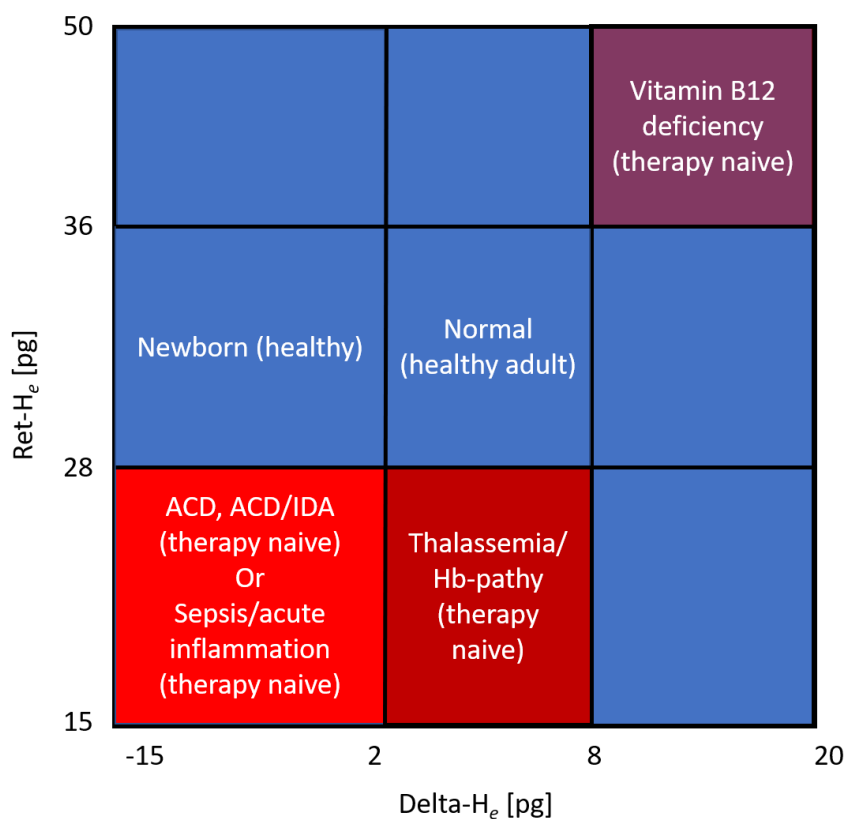 50
Vitamin B12
deficiency
(therapy naive)
36
Newborn (healthy)
Normal
(healthy adult)
Ret-He [pg]
28
ACD, ACD/IDA
(therapy naive)
Or
Sepsis/acute
inflammation
(therapy naive)
Thalassemia/
Hb-pathy
(therapy
naive)
15
-15
2
8
20
Delta-He [pg]